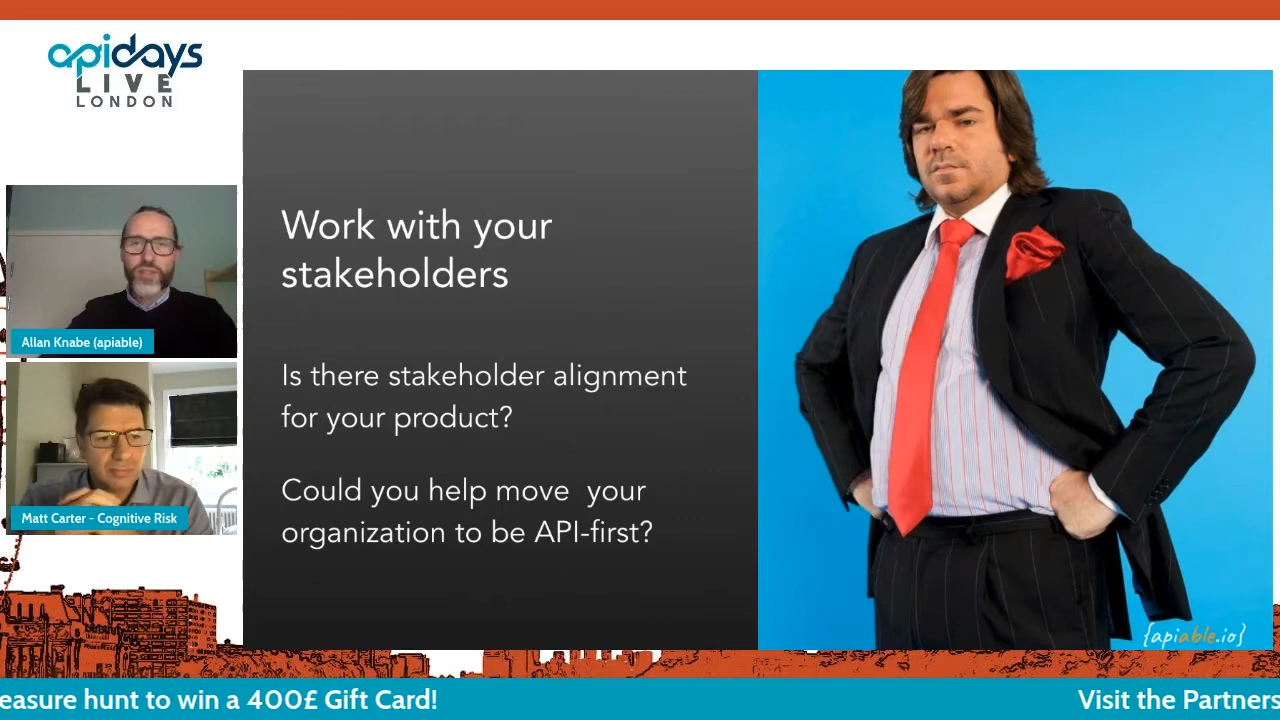 apidays
LIVE
LONDON
Work with your
stakeholders
Is there stakeholder alignment
for your product?
Could you help move your
organization to be API-first?
Allan Knabe (apiable)
Matt Carter - Cognitive Risk
{apiable.io}
easure hunt to win a 400£ Gift Card!
Visit the Partners